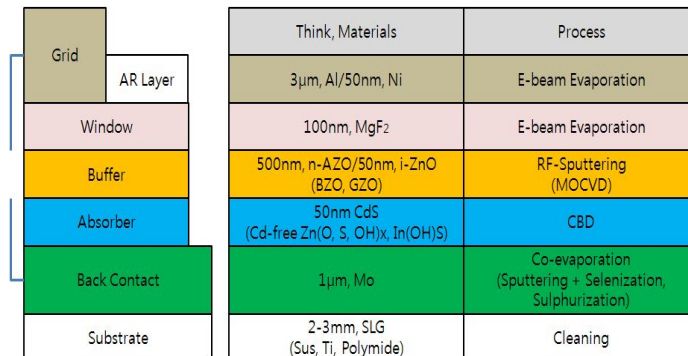 Think, Materials
Process
Grid
AR Layer
3μm, Al/50nm, Ni
E-beam Evaporation
Window
100nm, MgF₂
E-beam Evaporation
Buffer
500nm, n-AZO/50nm, i-ZnO
(BZO, GZO)
RF-Sputtering
(MOCVD)
Absorber
50nm CdS
(Cd-free Zn(O, S, OH)x, In(OH)S)
CBD
Back Contact
1μm, Mo
Co-evaporation
(Sputtering + Selenization,
Sulphurization)
Substrate
2-3mm, SLG
(Sus, Ti, Polymide)
Cleaning